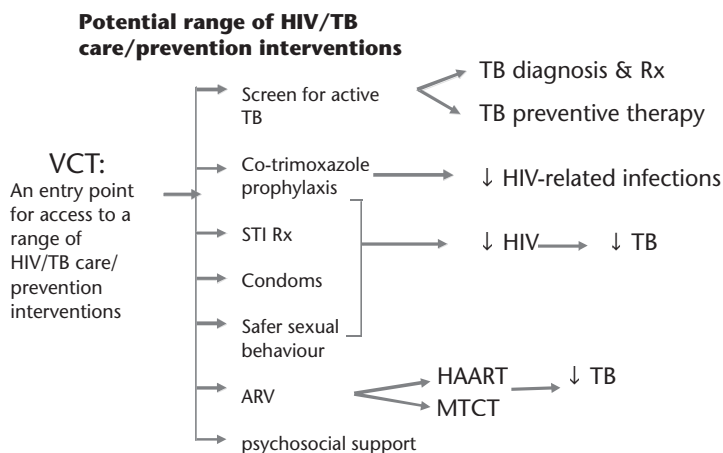 Potential range of HIV/TB
care/prevention interventions
VCT:
An entry point
for access to a
range of
HIV/TB care/
prevention
interventions
Screen for active
TB
TB diagnosis & Rx
TB preventive therapy
Co-trimoxazole
prophylaxis
↓ HIV-related infections
STI Rx
Condoms
Safer sexual
behaviour
↓ HIV
↓ TB
ARV
HAART
MTCT
↓ TB
psychosocial support